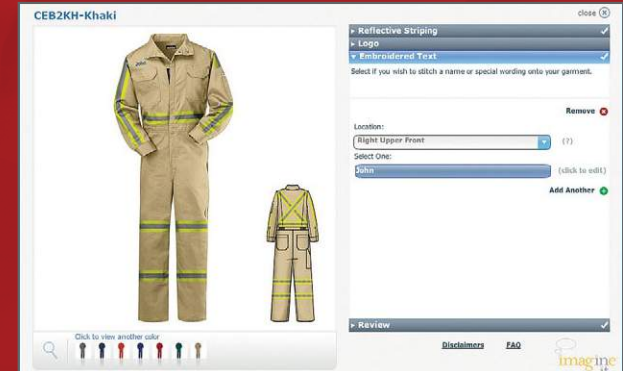 CEB2KH-Khaki
close
Reflective Striping
Logo
Embroidered Text
Select if you wish to stitch a name or special wording onto your garment.
Remove
Location:
Right Upper Front
(?)
Select One:
John
(click to edit)
Add Another
Review
Click to view another color
Disclaimers
FAQ
imagine
it
John